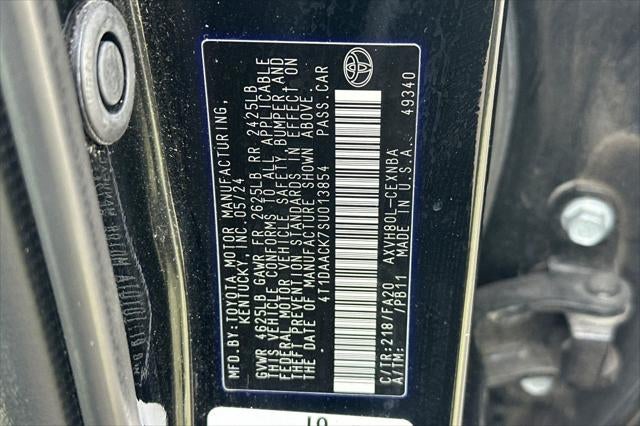 MFD.BY:TOYOTA MOTOR MANUFACTURING,
KENTUCKY, INC. 05/24
GVWR 4625LB GAWR FR 2625LB RR 2425LB
THIS VEHICLE CONFORMS TO ALL APPLICABLE
FEDERAL MOTOR VEHICLE SAFETY, BUMPER, AND
THEFT PREVENTION STANDARDS IN EFFECT ON
THE DATE OF MANUFACTURE SHOWN ABOVE.
4T1DAACK7SU013854 PASS.CAR
C/TR:218/FA20 AXVH80L-CEXNBA
A/TM: /PB11 MADE IN U.S.A. 49340